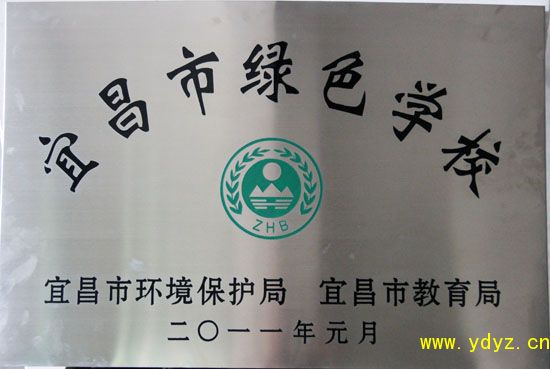 宜昌市绿色学校
ZHB
宜昌市环境保护局 宜昌市教育局
二〇一一年元月
www.ydyz.cn